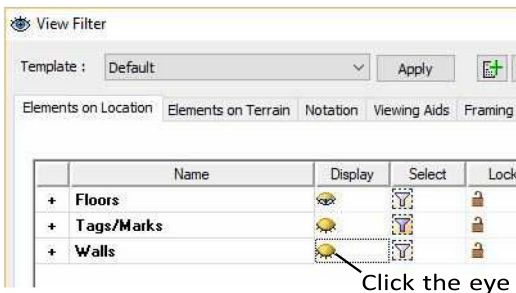 View Filter
Template : Default Apply
Elements on Location Elements on Terrain Notation Viewing Aids Framing
Name Display Select Lock
+ Floors
+ Tags/Marks
+ Walls
Click the eye